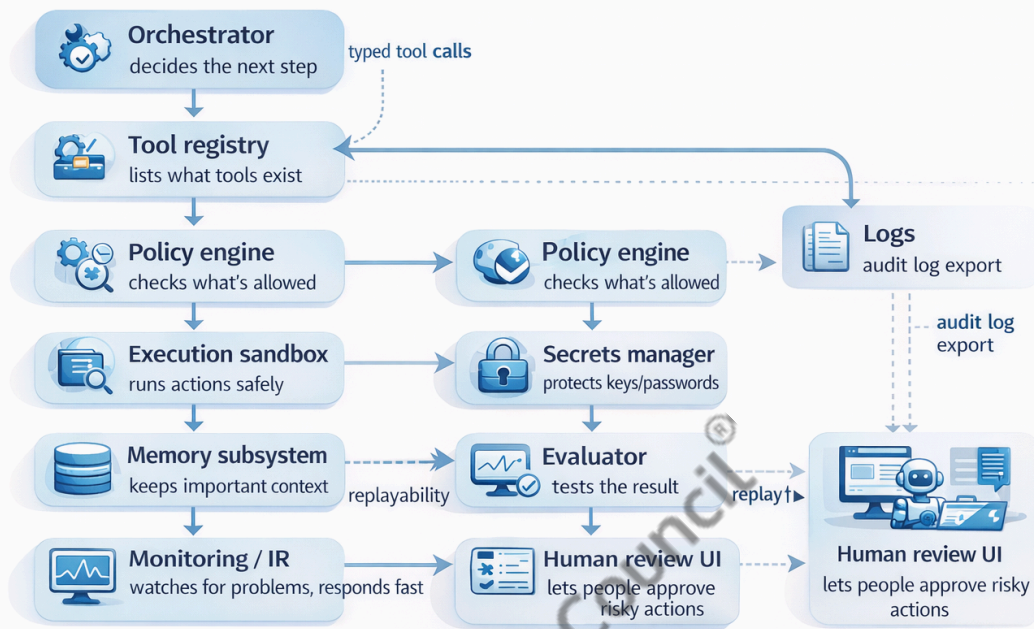 Orchestrator
decides the next step
typed tool calls
Tool registry
lists what tools exist
Policy engine
checks what's allowed
Policy engine
checks what's allowed
Logs
audit log export
audit log
export
Execution sandbox
runs actions safely
Secrets manager
protects keys/passwords
Memory subsystem
keeps important context
replayability
Evaluator
tests the result
replay
Monitoring / IR
watches for problems, responds fast
Human review UI
lets people approve
risky actions
Human review UI
lets people approve risky
actions
Council®